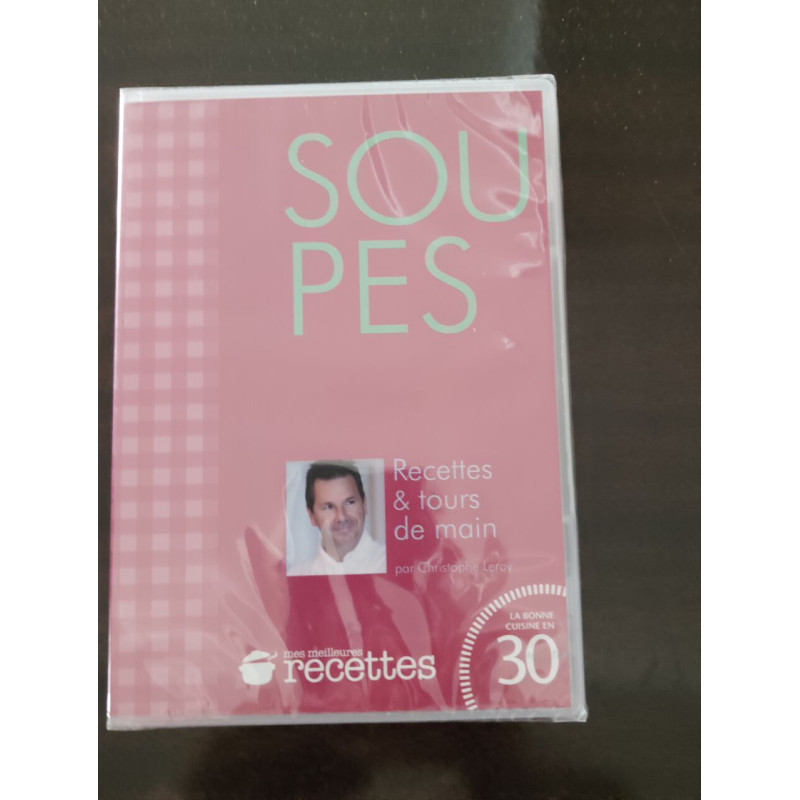 SOU
PES
Recettes
& tours
de main
par Christophe Leroy
mes meilleures
recettes
LA BONNE
CUISINE EN
30